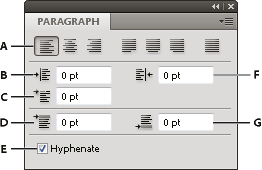 PARAGRAPH
A
B 0 pt 0 pt F
C 0 pt
D 0 pt 0 pt G
E Hyphenate